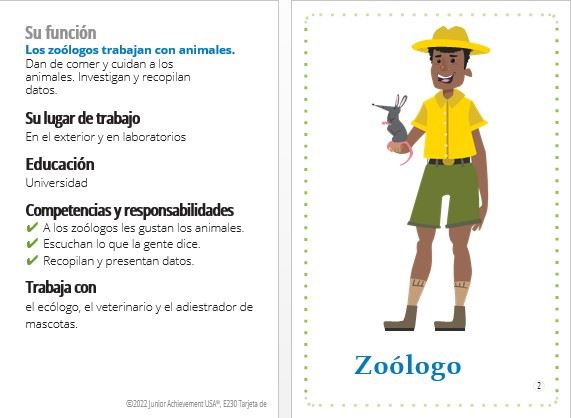 Su función
Los zoólogos trabajan con animales.
Dan de comer y cuidan a los
animales. Investigan y recopilan
datos.
Su lugar de trabajo
En el exterior y en laboratorios
Educación
Universidad
Competencias y responsabilidades
✔ A los zoólogos les gustan los animales.
✔ Escuchan lo que la gente dice.
✔ Recopilan y presentan datos.
Trabaja con
el ecólogo, el veterinario y el adiestrador de
mascotas.
©2022 Junior Achievement USA®, E230 Tarjeta de
Zoólogo
2